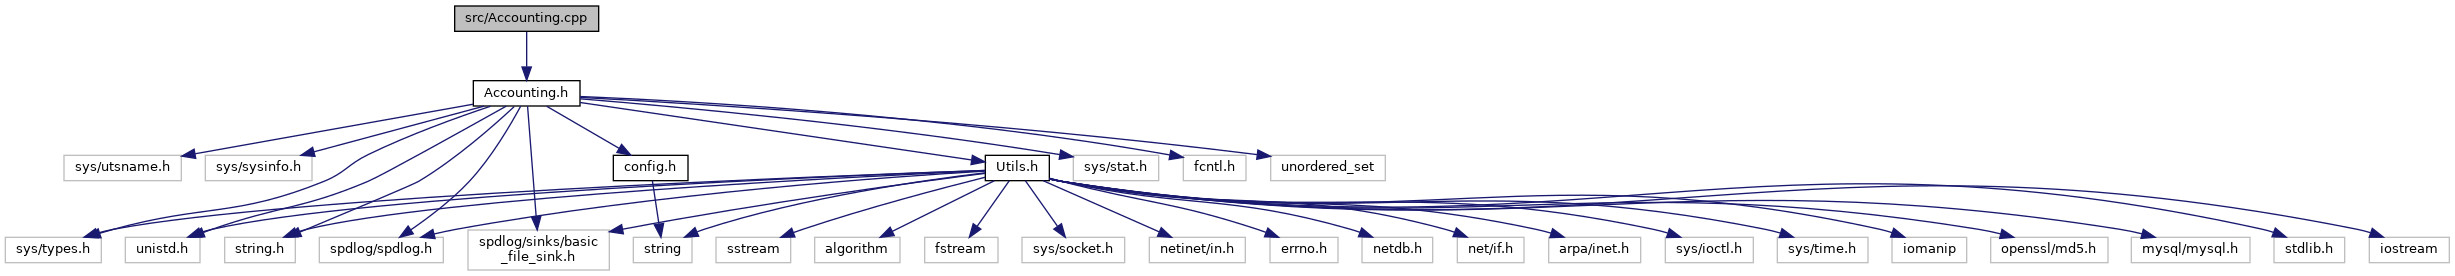 src/Accounting.cpp
Accounting.h
sys/utsname.h
sys/sysinfo.h
config.h
Utils.h
sys/stat.h
fcntl.h
unordered_set
sys/types.h
unistd.h
string.h
spdlog/spdlog.h
spdlog/sinks/basic
_file_sink.h
string
sstream
algorithm
fstream
sys/socket.h
netinet/in.h
errno.h
netdb.h
net/if.h
arpa/inet.h
sys/ioctl.h
sys/time.h
iomanip
openssl/md5.h
mysql/mysql.h
stdlib.h
iostream